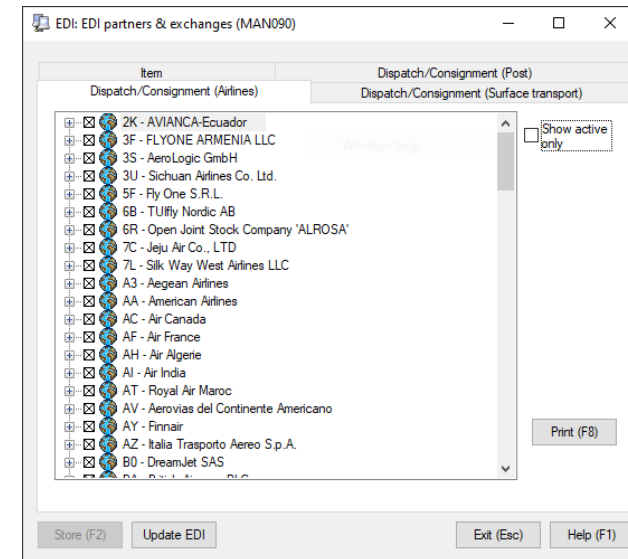 EDI: EDI partners & exchanges (MAN090)
Item
Dispatch/Consignment (Post)
Dispatch/Consignment (Airlines)
Dispatch/Consignment (Surface transport)
2K - AVIANCA-Ecuador
3F - FLYONE ARMENIA LLC
3S - AeroLogic GmbH
3U - Sichuan Airlines Co. Ltd.
5F - Fly One S.R.L.
6B - TUIfly Nordic AB
6R - Open Joint Stock Company 'ALROSA'
7C - Jeju Air Co., LTD
7L - Silk Way West Airlines LLC
A3 - Aegean Airlines
AA - American Airlines
AC - Air Canada
AF - Air France
AH - Air Algerie
AI - Air India
AT - Royal Air Maroc
AV - Aerovias del Continente Americano
AY - Finnair
AZ - Italia Trasporto Aereo S.p.A.
B0 - DreamJet SAS
Window Snip
Show active
only
Print (F8)
Store (F2)
Update EDI
Exit (Esc)
Help (F1)